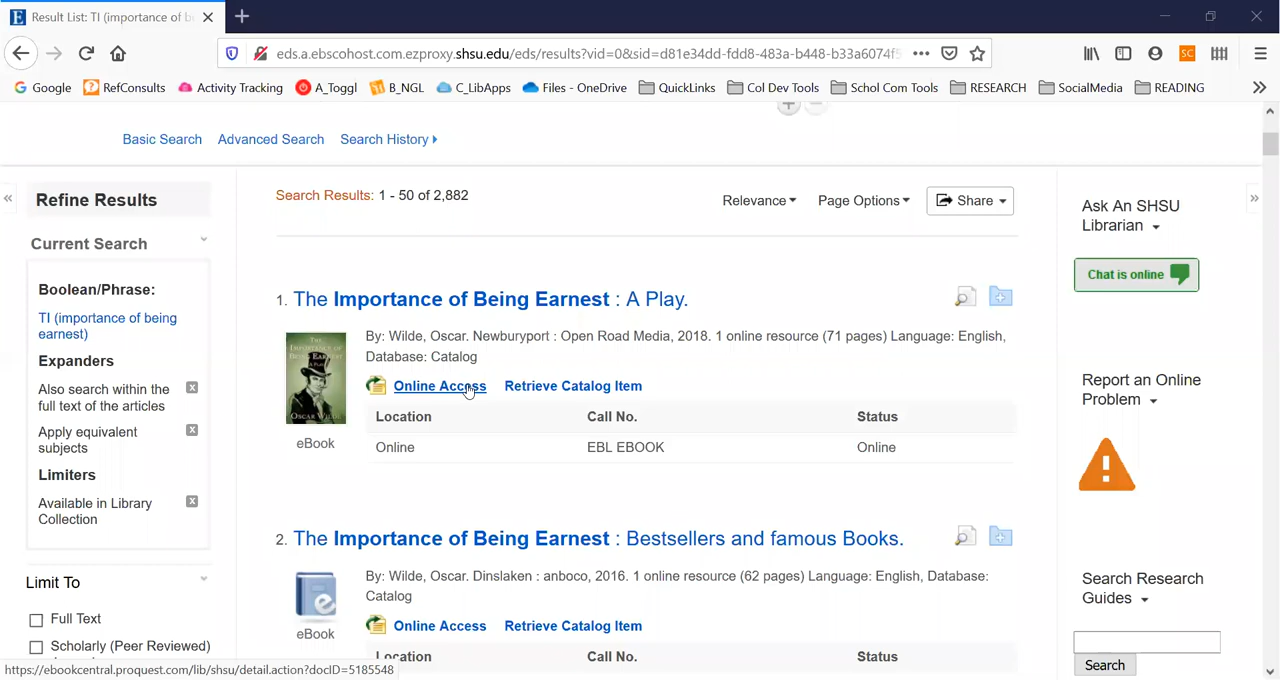 Result List: TI (importance of b
eds.a.ebscohost.com.ezproxy.shsu.edu/eds/results?vid=0&sid=d81e34dd-fdd8-483a-b448-b33a6074f5
Google RefConsults Activity Tracking A_Toggl B_NGL C_LibApps Files - OneDrive QuickLinks Col Dev Tools Schol Com Tools RESEARCH SocialMedia READING
Basic Search Advanced Search Search History
Refine Results
Current Search
Boolean/Phrase:
TI (importance of being
earnest)
Expanders
Also search within the
full text of the articles
Apply equivalent
subjects
Limiters
Available in Library
Collection
Limit To
Full Text
Scholarly (Peer Reviewed)
Search Results: 1 - 50 of 2,882
Relevance Page Options Share
1. The Importance of Being Earnest : A Play.
THE
IMPORTANCE OF
BEING EARNEST
A PLAY
OSCAR WILDE
eBook
By: Wilde, Oscar. Newburyport : Open Road Media, 2018. 1 online resource (71 pages) Language: English,
Database: Catalog
Online Access Retrieve Catalog Item
Location Call No. Status
Online EBL EBOOK Online
2. The Importance of Being Earnest : Bestsellers and famous Books.
eBook
By: Wilde, Oscar. Dinslaken : anboco, 2016. 1 online resource (62 pages) Language: English, Database:
Catalog
Online Access Retrieve Catalog Item
Location Call No. Status
Ask An SHSU
Librarian
Chat is online
Report an Online
Problem
Search Research
Guides
Search
https://ebookcentral.proquest.com/lib/shsu/detail.action?docID=5185548